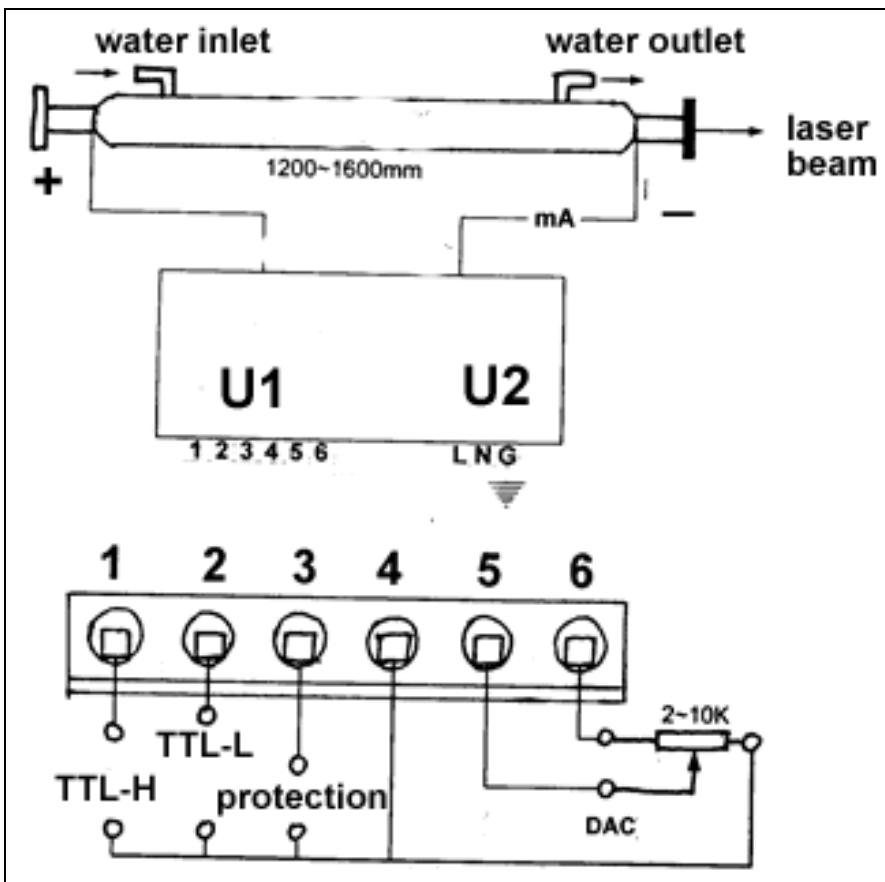 water inlet
water outlet
laser
beam
1200~1600mm
+
−
mA
U1
U2
1 2 3 4 5 6
L N G
1 2 3 4 5 6
2~10K
TTL-L
TTL-H
protection
DAC